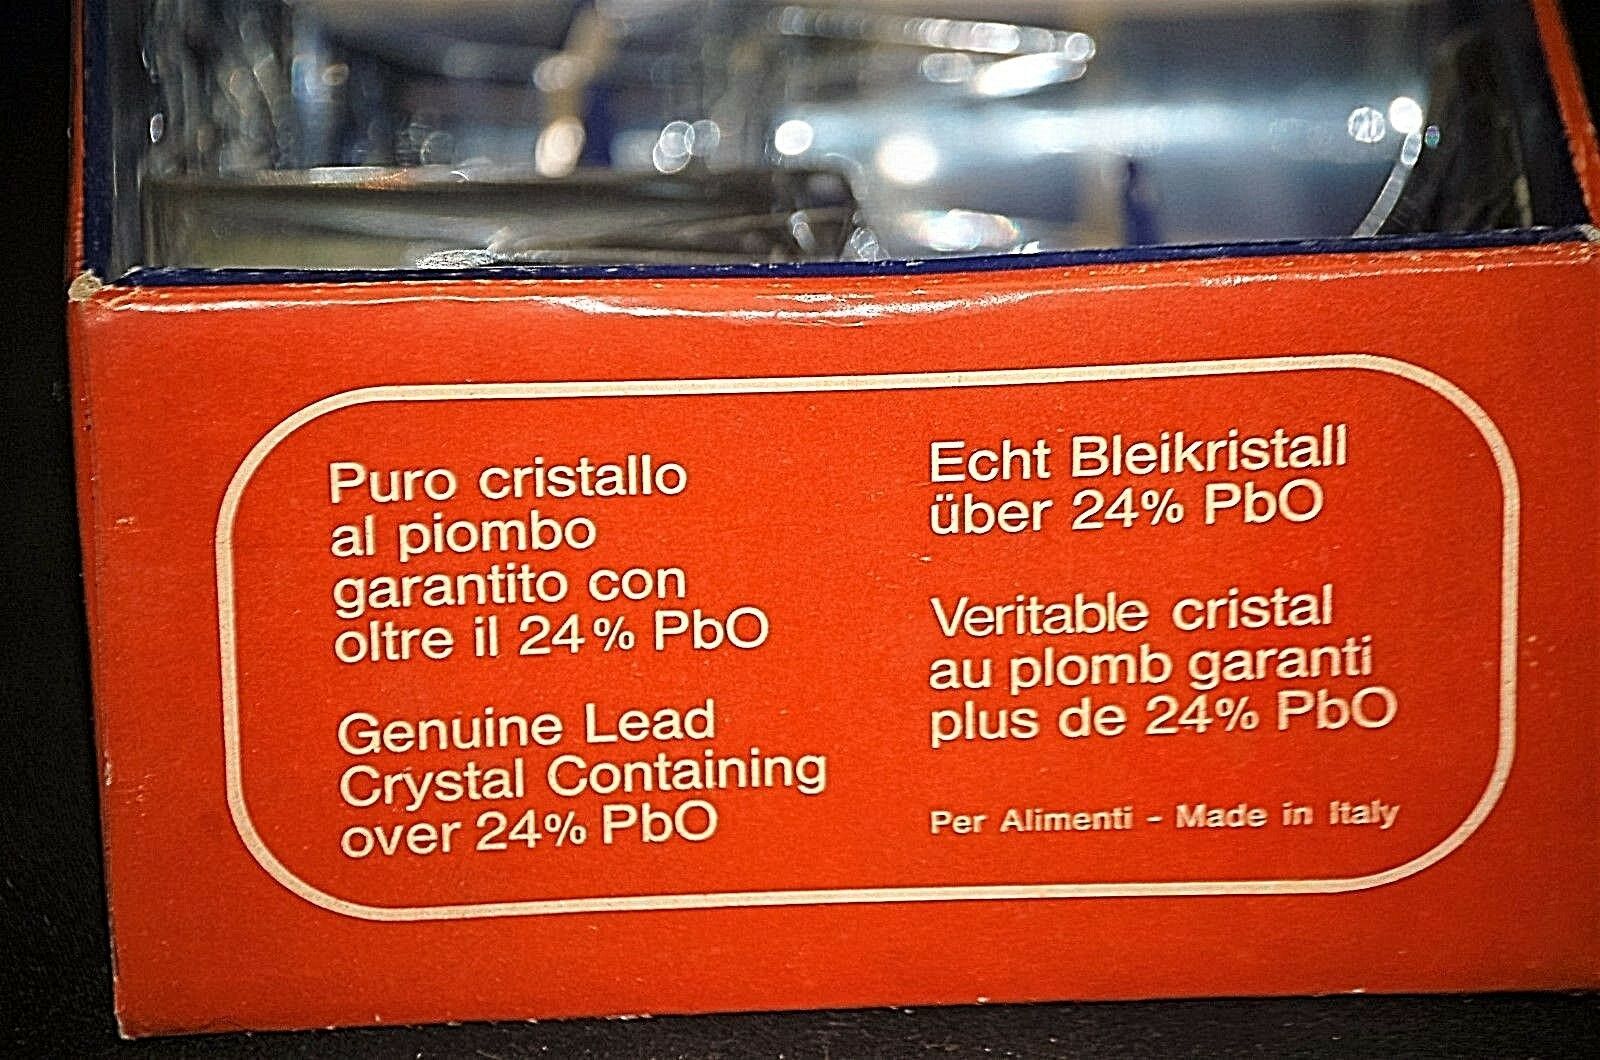 Puro cristallo
al piombo
garantito con
oltre il 24% PbO
Genuine Lead
Crystal Containing
over 24% PbO
Echt Bleikristall
über 24% PbO
Veritable cristal
au plomb garanti
plus de 24% PbO
Per Alimenti - Made in Italy